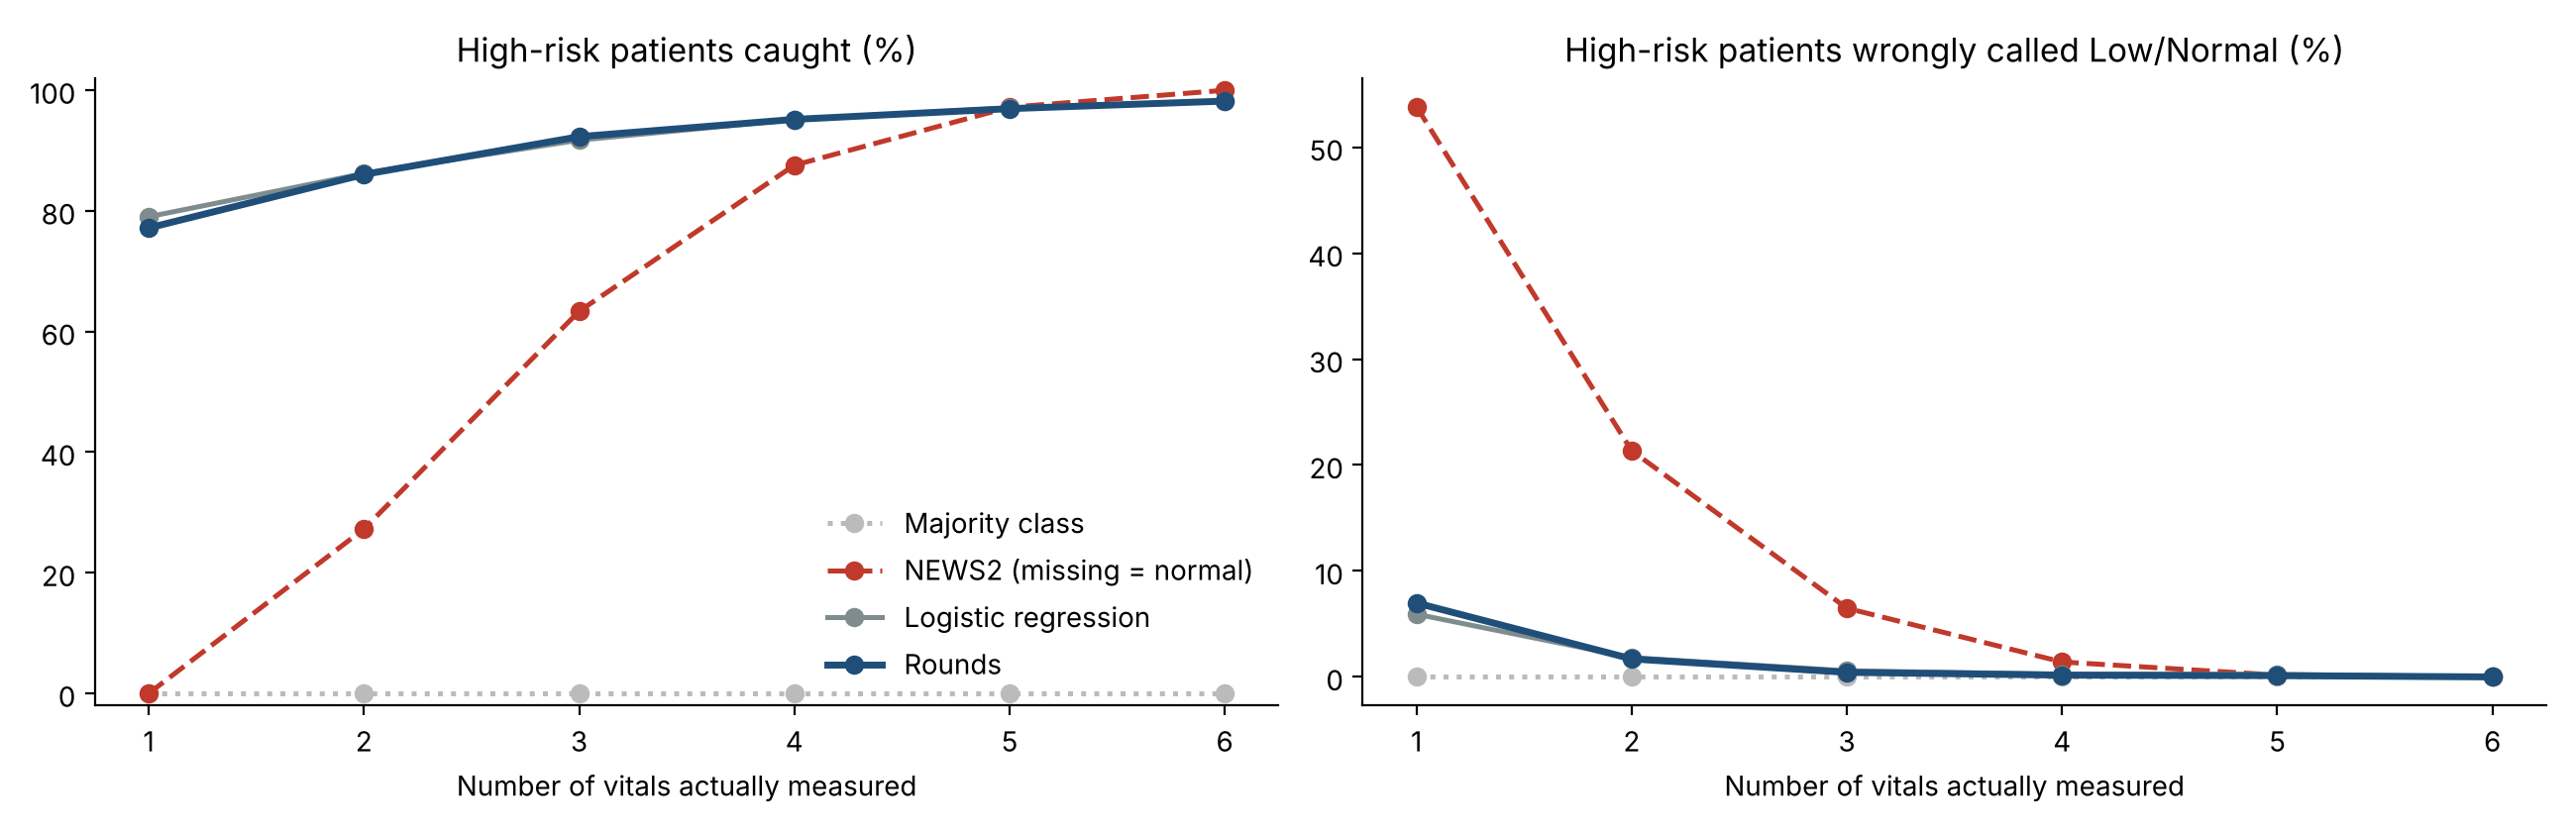 High-risk patients caught (%)
100
80
60
40
20
0
1 2 3 4 5 6
Number of vitals actually measured
Majority class
NEWS2 (missing = normal)
Logistic regression
Rounds
High-risk patients wrongly called Low/Normal (%)
50
40
30
20
10
0
1 2 3 4 5 6
Number of vitals actually measured